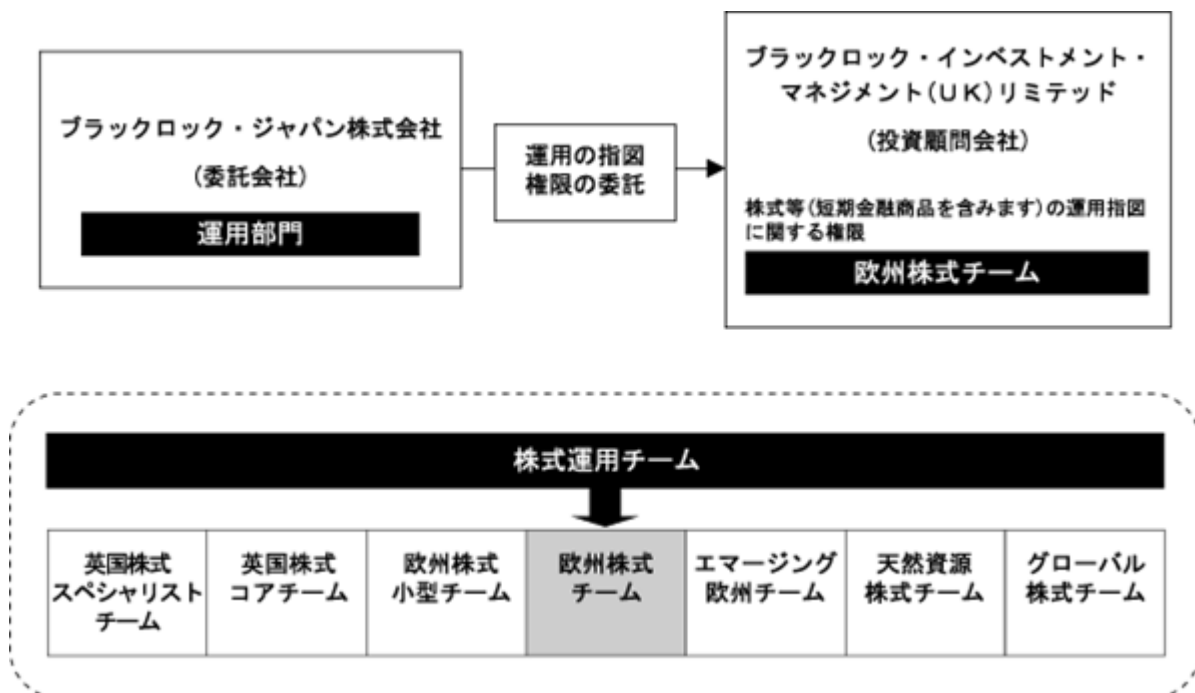 ブラックロック・ジャパン株式会社
(委託会社)
運用部門
運用の指図
権限の委託
ブラックロック・インベストメント・
マネジメント(UK)リミテッド
(投資顧問会社)
株式等(短期金融商品を含みます)の運用指図
に関する権限
欧州株式チーム
株式運用チーム
英国株式
スペシャリスト
チーム
英国株式
コアチーム
欧州株式
小型チーム
欧州株式
チーム
エマージング
欧州チーム
天然資源
株式チーム
グローバル
株式チーム